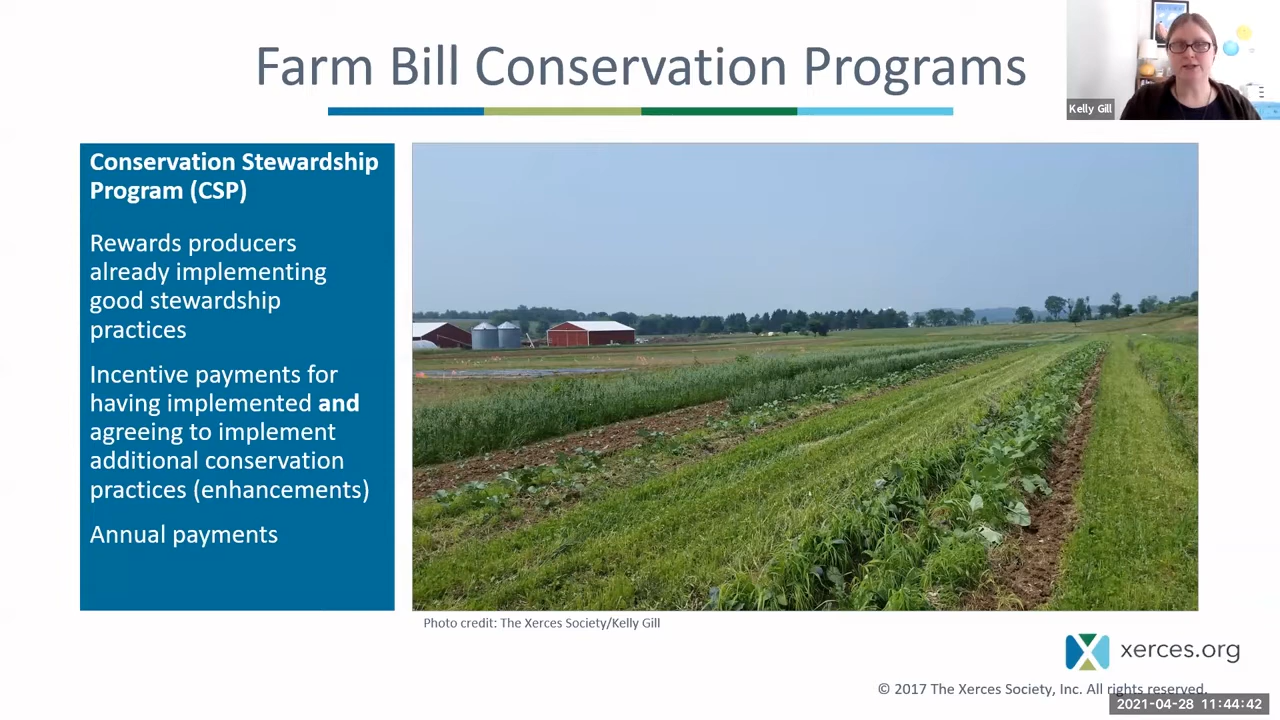 Farm Bill Conservation Programs
Kelly Gill
Conservation Stewardship
Program (CSP)
Rewards producers
already implementing
good stewardship
practices
Incentive payments for
having implemented and
agreeing to implement
additional conservation
practices (enhancements)
Annual payments
Photo credit: The Xerces Society/Kelly Gill
xerces.org
© 2017 The Xerces Society, Inc. All rights reserved.
2021-04-28 11:44:42